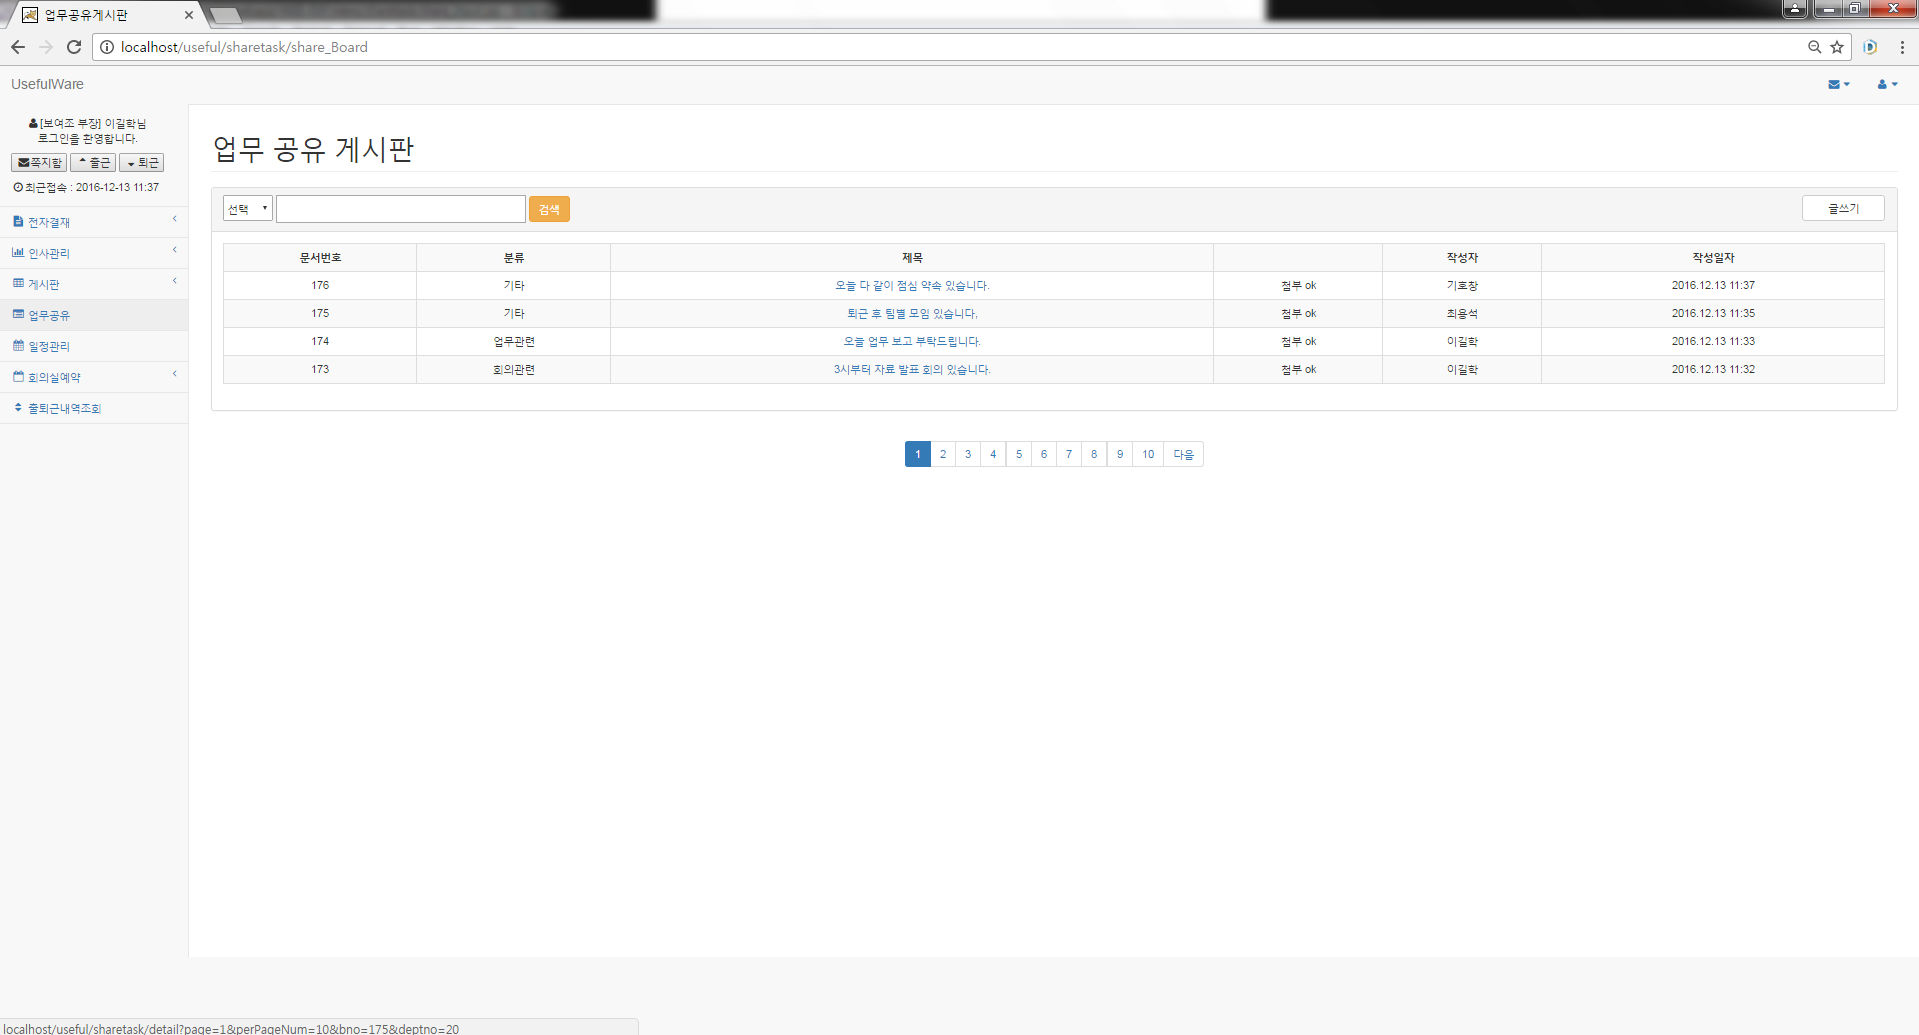 업무공유게시판
localhost/useful/sharetask/share_Board
UsefulWare
[보여조 부장] 이길학님
로그인을 환영합니다.
쪽지함 출근 퇴근
최근접속 : 2016-12-13 11:37
전자결재
인사관리
게시판
업무공유
일정관리
회의실예약
출퇴근내역조회
업무 공유 게시판
선택 검색 글쓰기
문서번호 분류 제목 작성자 작성일자
176 기타 오늘 다 같이 점심 약속 있습니다. 첨부 ok 기호창 2016.12.13 11:37
175 기타 퇴근 후 팀별 모임 있습니다, 첨부 ok 최용석 2016.12.13 11:35
174 업무관련 오늘 업무 보고 부탁드립니다. 첨부 ok 이길학 2016.12.13 11:33
173 회의관련 3시부터 자료 발표 회의 있습니다. 첨부 ok 이길학 2016.12.13 11:32
1 2 3 4 5 6 7 8 9 10 다음
localhost/useful/sharetask/detail?page=1&perPageNum=10&bno=175&deptno=20